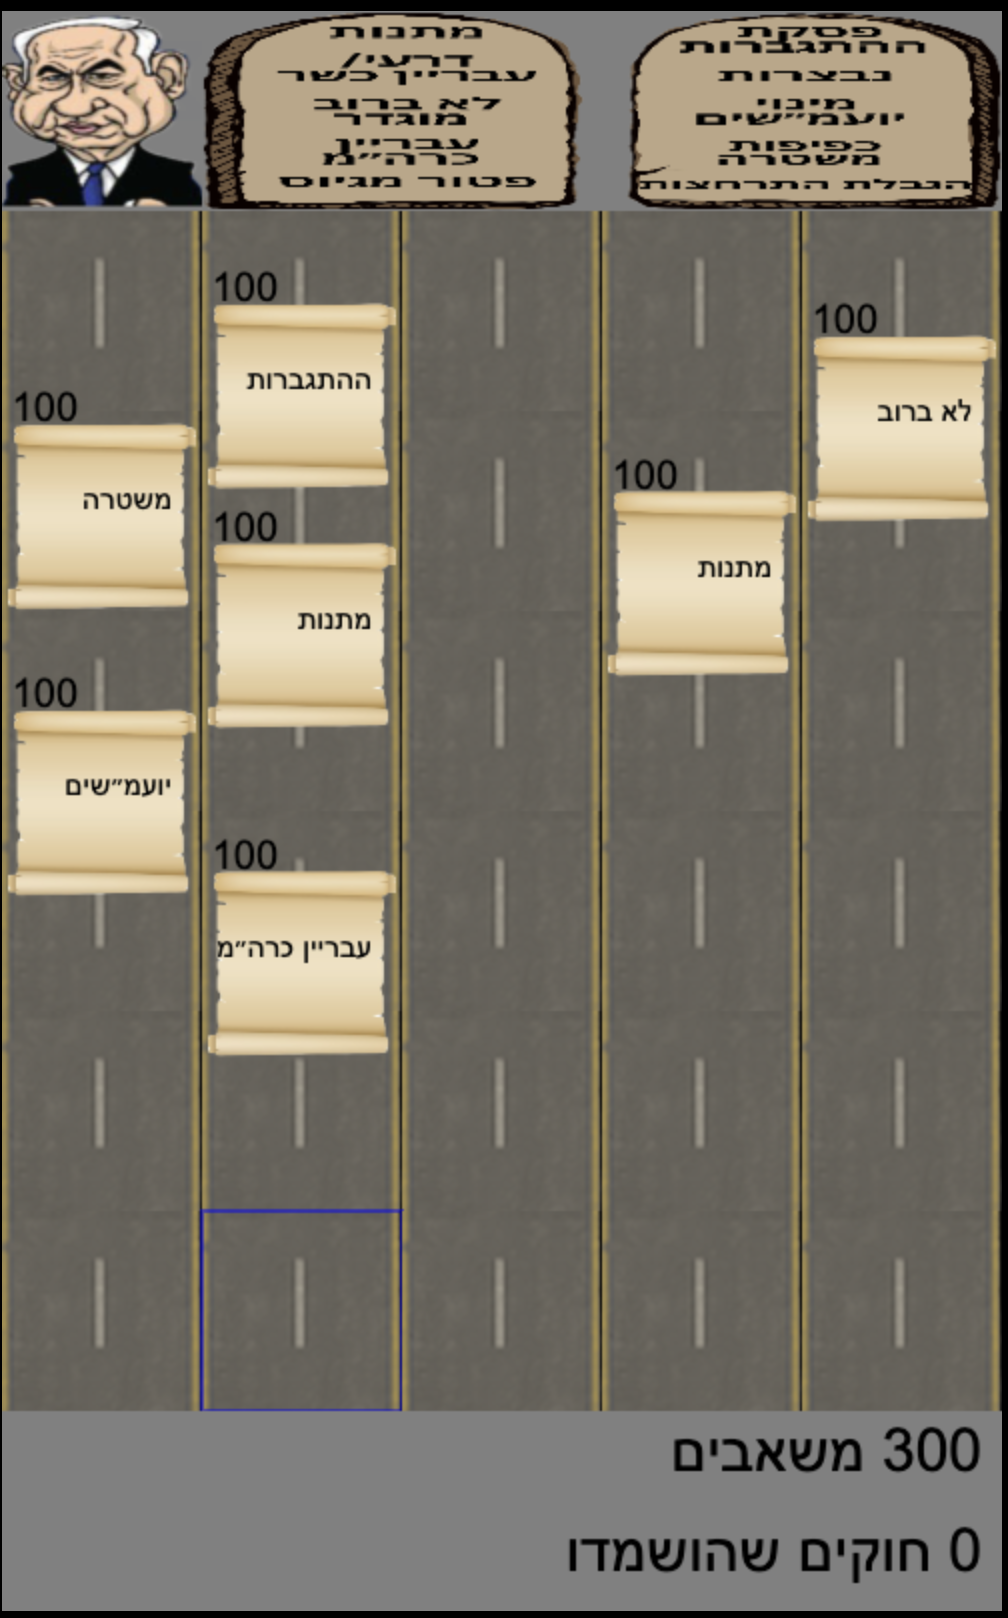 פסקת
ההתגברות
נבצרות
מינוי
יועמ״שים
כפיפות
משטרה
הגבלת התרחצות
מתנות
דרעי/
עבריין כשר
לא ברוב
מוגדר
עבריין
כרה״מ
פטור מגיוס
100
ההתגברות
100
לא ברוב
100
משטרה
100
מתנות
100
מתנות
100
יועמ״שים
100
עבריין כרה״מ
300 משאבים
0 חוקים שהושמדו